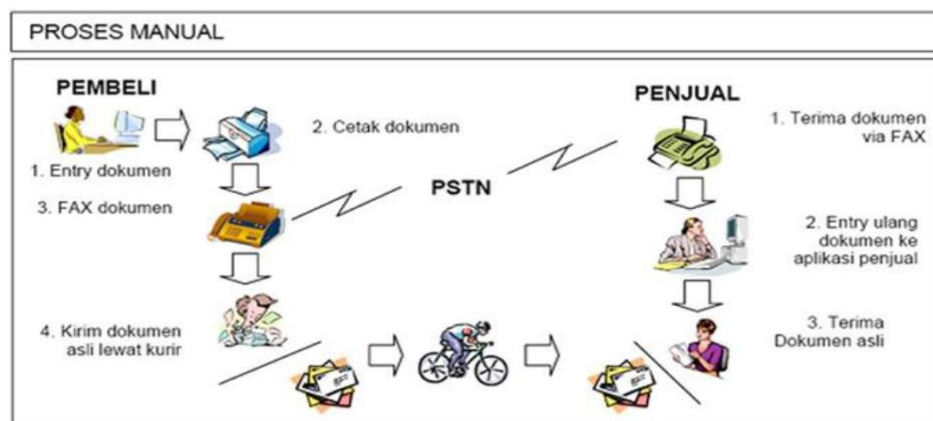 PROSES MANUAL
PEMBELI
1. Entry dokumen
2. Cetak dokumen
3. FAX dokumen
4. Kirim dokumen
asli lewat kurir
PSTN
PENJUAL
1. Terima dokumen
via FAX
2. Entry ulang
dokumen ke
aplikasi penjual
3. Terima
Dokumen asli